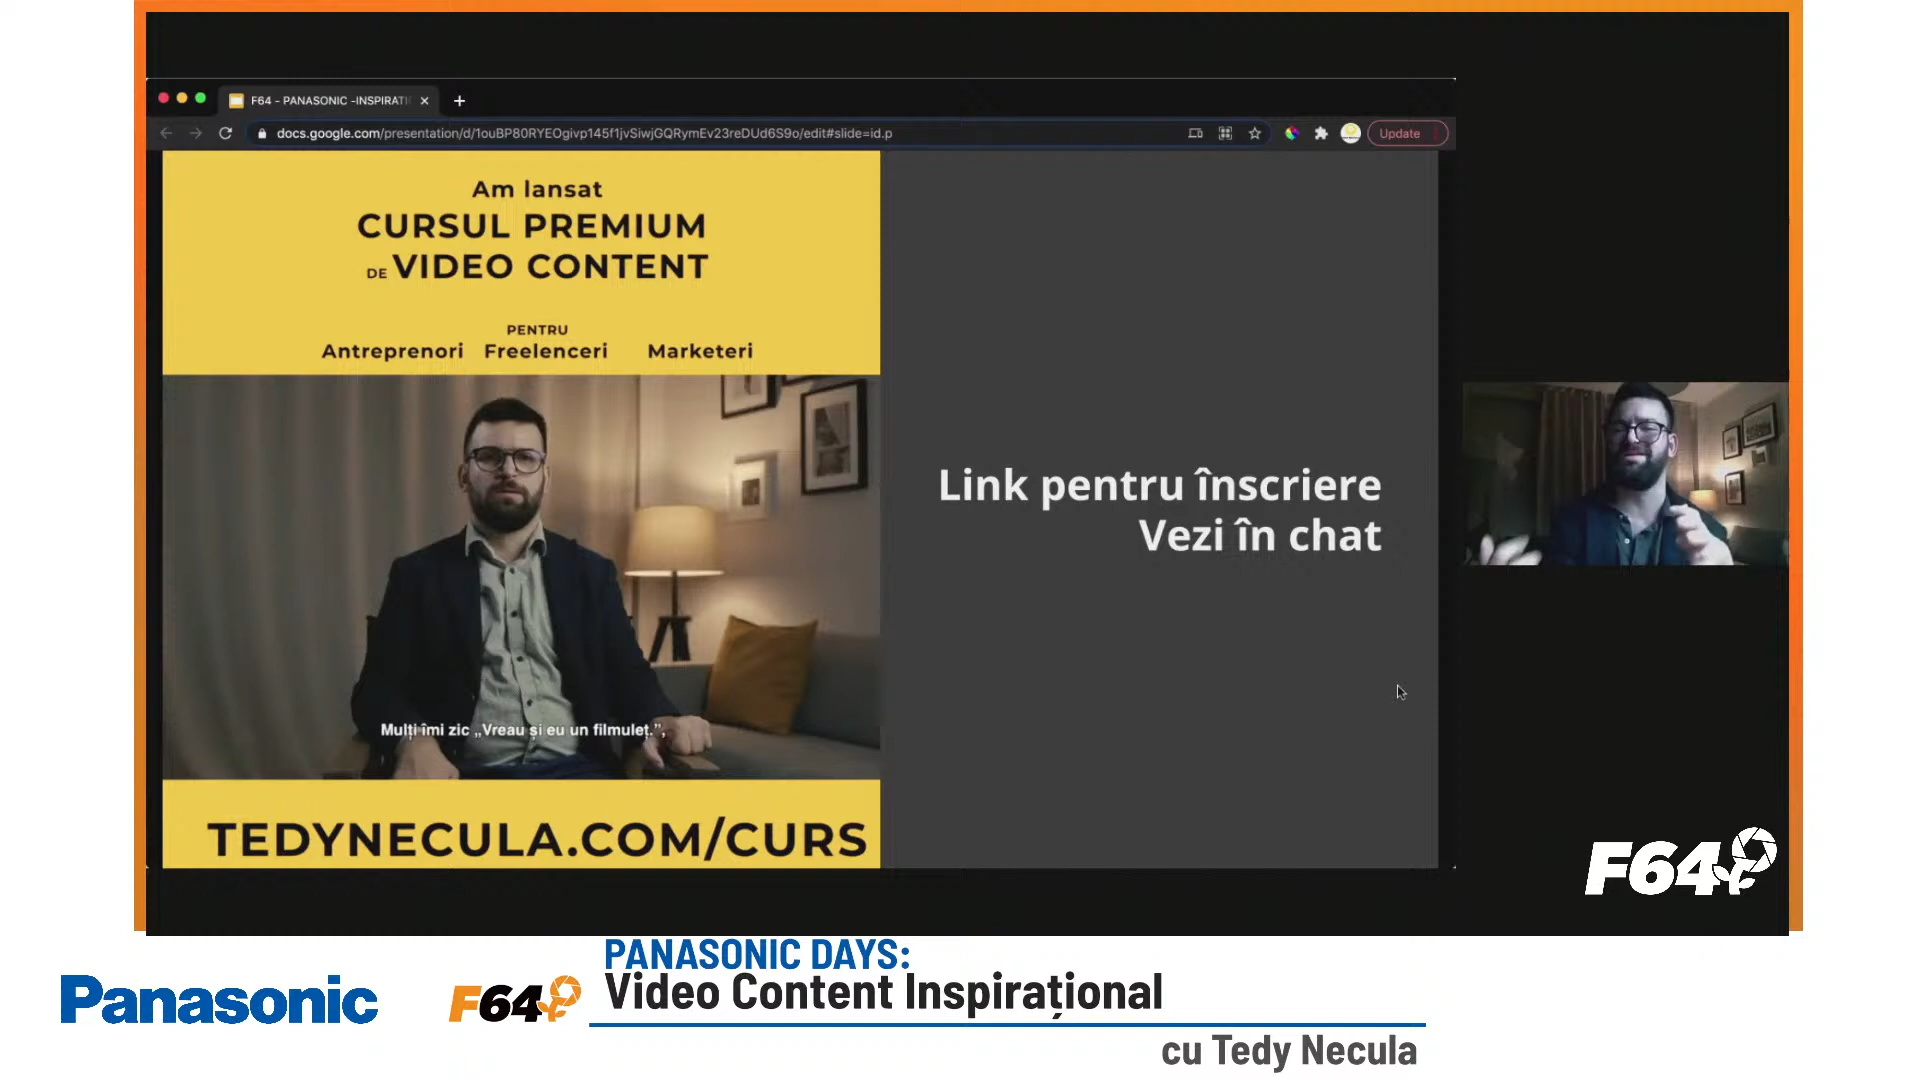 F64 - PANASONIC -INSPIRATI
docs.google.com/presentation/d/1ouBP80RYEOgivp145f1jvSiwjGQRymEv23reDUd6S9o/edit#slide=id.p
Update
Am lansat
CURSUL PREMIUM
DE VIDEO CONTENT
PENTRU
Antreprenori Freelenceri Marketeri
Mulți îmi zic „Vreau și eu un filmuleț.”,
TEDYNECULA.COM/CURS
Link pentru înscriere
Vezi în chat
F64
Panasonic
F64
PANASONIC DAYS:
Video Content Inspirațional
cu Tedy Necula